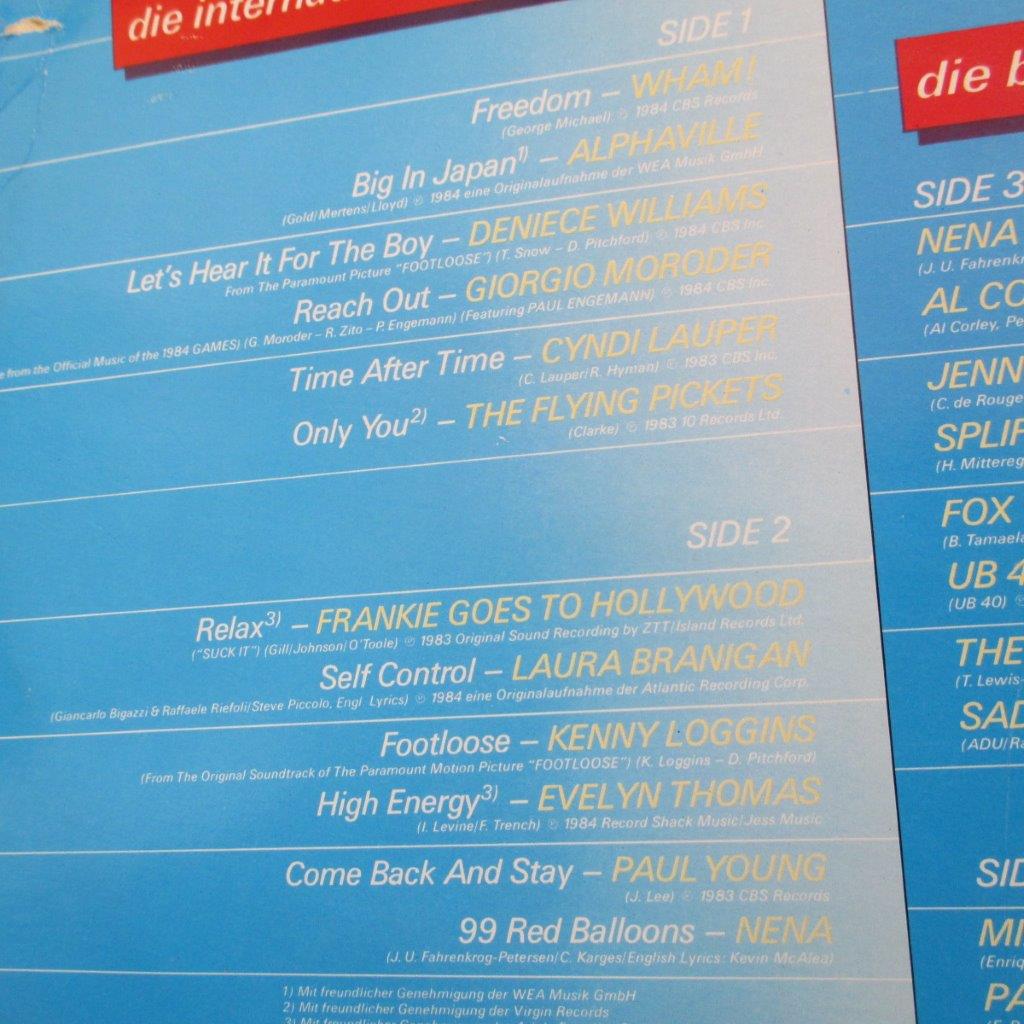 die
SIDE 1
Freedom – WHAM!
(George Michael) ℗ 1984 CBS Records
Big In Japan1) – ALPHAVILLE
(Gold/Mertens/Lloyd) ℗ 1984 eine Originalaufnahme der WEA Musik GmbH
Let's Hear It For The Boy – DENIECE WILLIAMS
From The Paramount Picture "FOOTLOOSE") (T. Snow – D. Pitchford) ℗ 1984 CBS Inc.
Reach Out – GIORGIO MORODER
from the Official Music of the 1984 GAMES) (G. Moroder – R. Zito – P. Engemann) (Featuring PAUL ENGEMANN) ℗ 1984 CBS Inc.
Time After Time – CYNDI LAUPER
(C. Lauper/R. Hyman) ℗ 1983 CBS Inc.
Only You2) – THE FLYING PICKETS
(Clarke) ℗ 1983 10 Records Ltd.
SIDE 2
Relax3) – FRANKIE GOES TO HOLLYWOOD
("SUCK IT") (Gill/Johnson/O'Toole) ℗ 1983 Original Sound Recording by ZTT/Island Records Ltd.
Self Control – LAURA BRANIGAN
(Giancarlo Bigazzi & Raffaele Riefoli/Steve Piccolo, Engl. Lyrics) ℗ 1984 eine Originalaufnahme der Atlantic Recording Corp.
Footloose – KENNY LOGGINS
(From The Original Soundtrack of The Paramount Motion Picture "FOOTLOOSE") (K. Loggins – D. Pitchford)
High Energy3) – EVELYN THOMAS
(I. Levine/F. Trench) ℗ 1984 Record Shack Music/Jess Music
Come Back And Stay – PAUL YOUNG
(J. Lee) ℗ 1983 CBS Records
99 Red Balloons – NENA
(J. U. Fahrenkrog-Petersen/C. Karges/English Lyrics: Kevin McAlea)
1) Mit freundlicher Genehmigung der WEA Musik GmbH
2) Mit freundlicher Genehmigung der Virgin Records
die b
SIDE 3
NENA
(J. U. Fahrenkr
AL CO
(Al Corley, Pe
JENN
(C. de Rouge
SPLIF
(H. Mittereg
FOX
(B. Tamaela
UB 4
(UB 40)
THE
(T. Lewis-
SAD
(ADU/Ra
SID
MI
(Enriq
PA